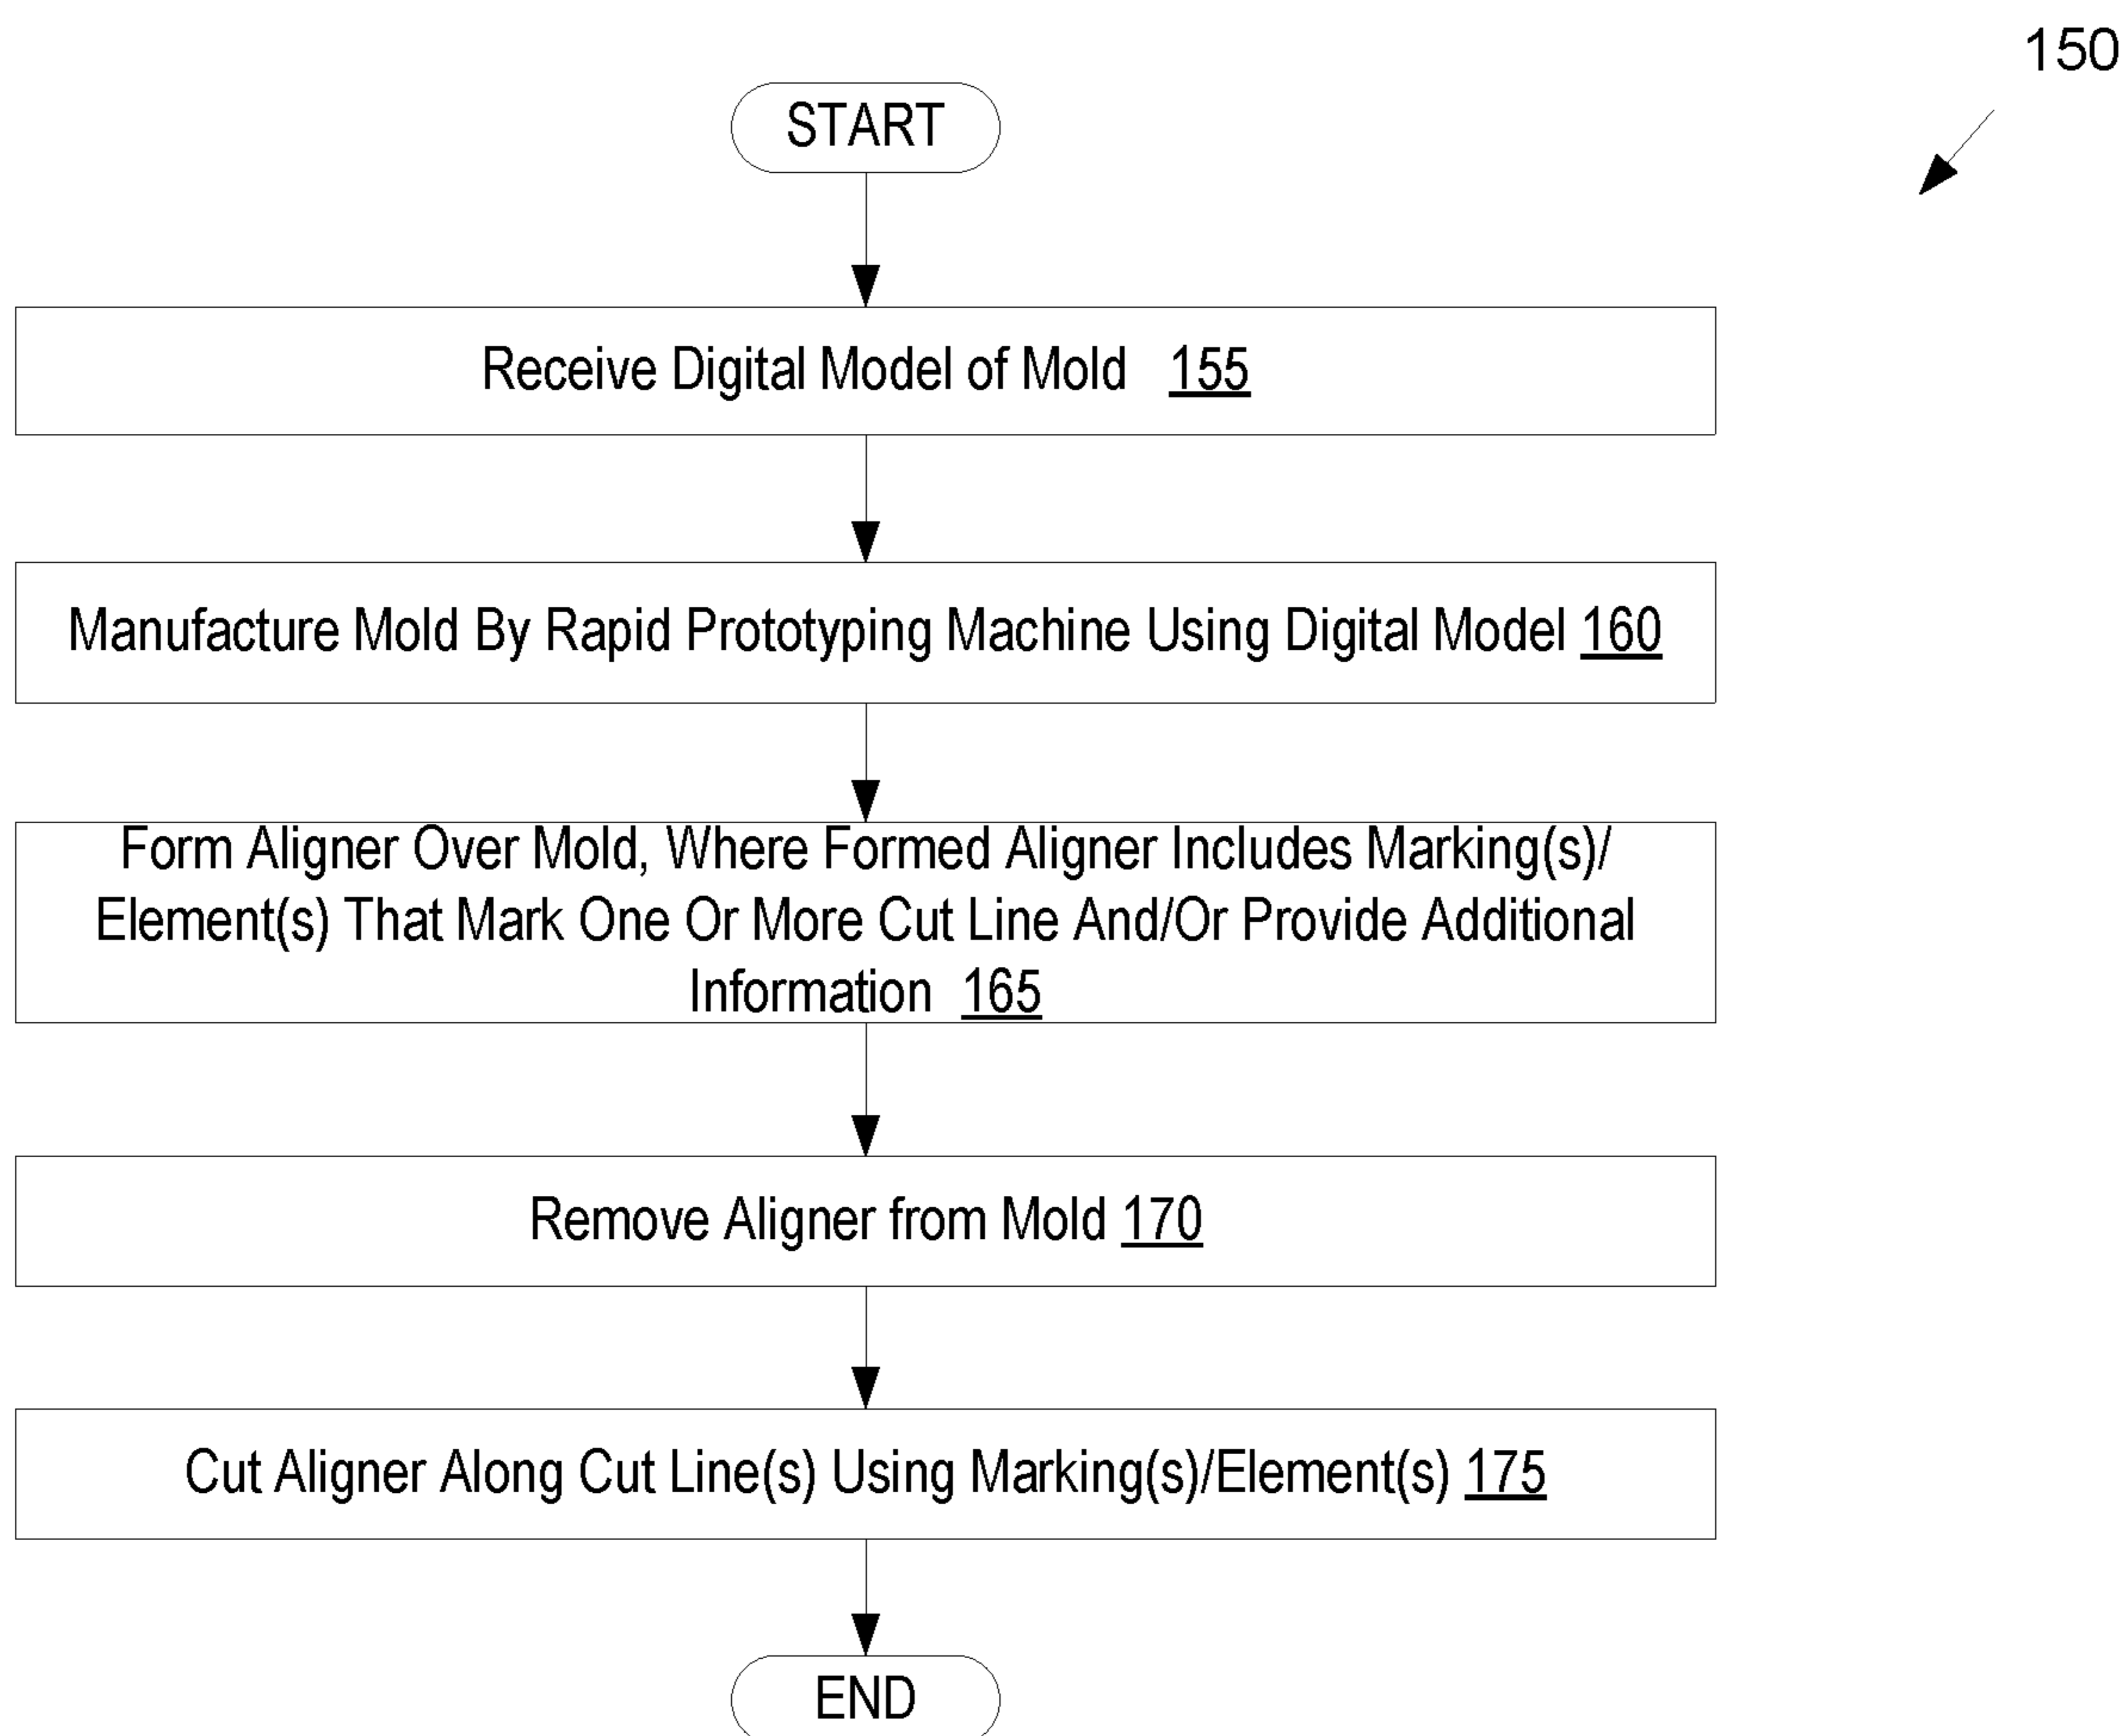 150
START
Receive Digital Model of Mold 155
Manufacture Mold By Rapid Prototyping Machine Using Digital Model 160
Form Aligner Over Mold, Where Formed Aligner Includes Marking(s)/
Element(s) That Mark One Or More Cut Line And/Or Provide Additional
Information 165
Remove Aligner from Mold 170
Cut Aligner Along Cut Line(s) Using Marking(s)/Element(s) 175
END